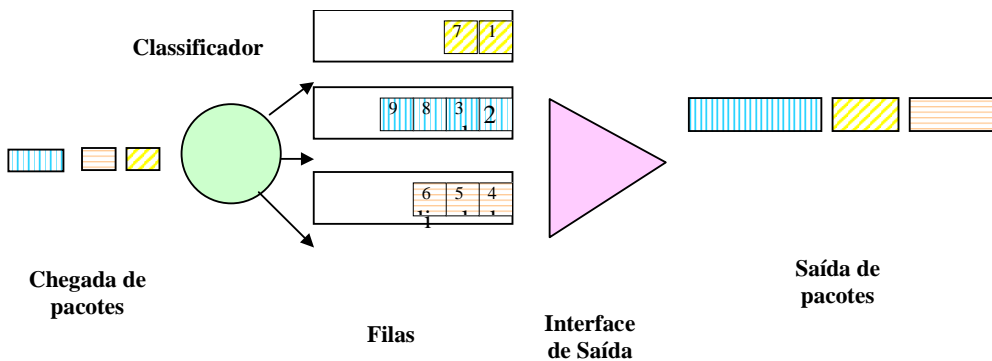 Classificador
7 1
9 8 3 2
6 5 4
Chegada de
pacotes
Filas
Interface
de Saída
Saída de
pacotes